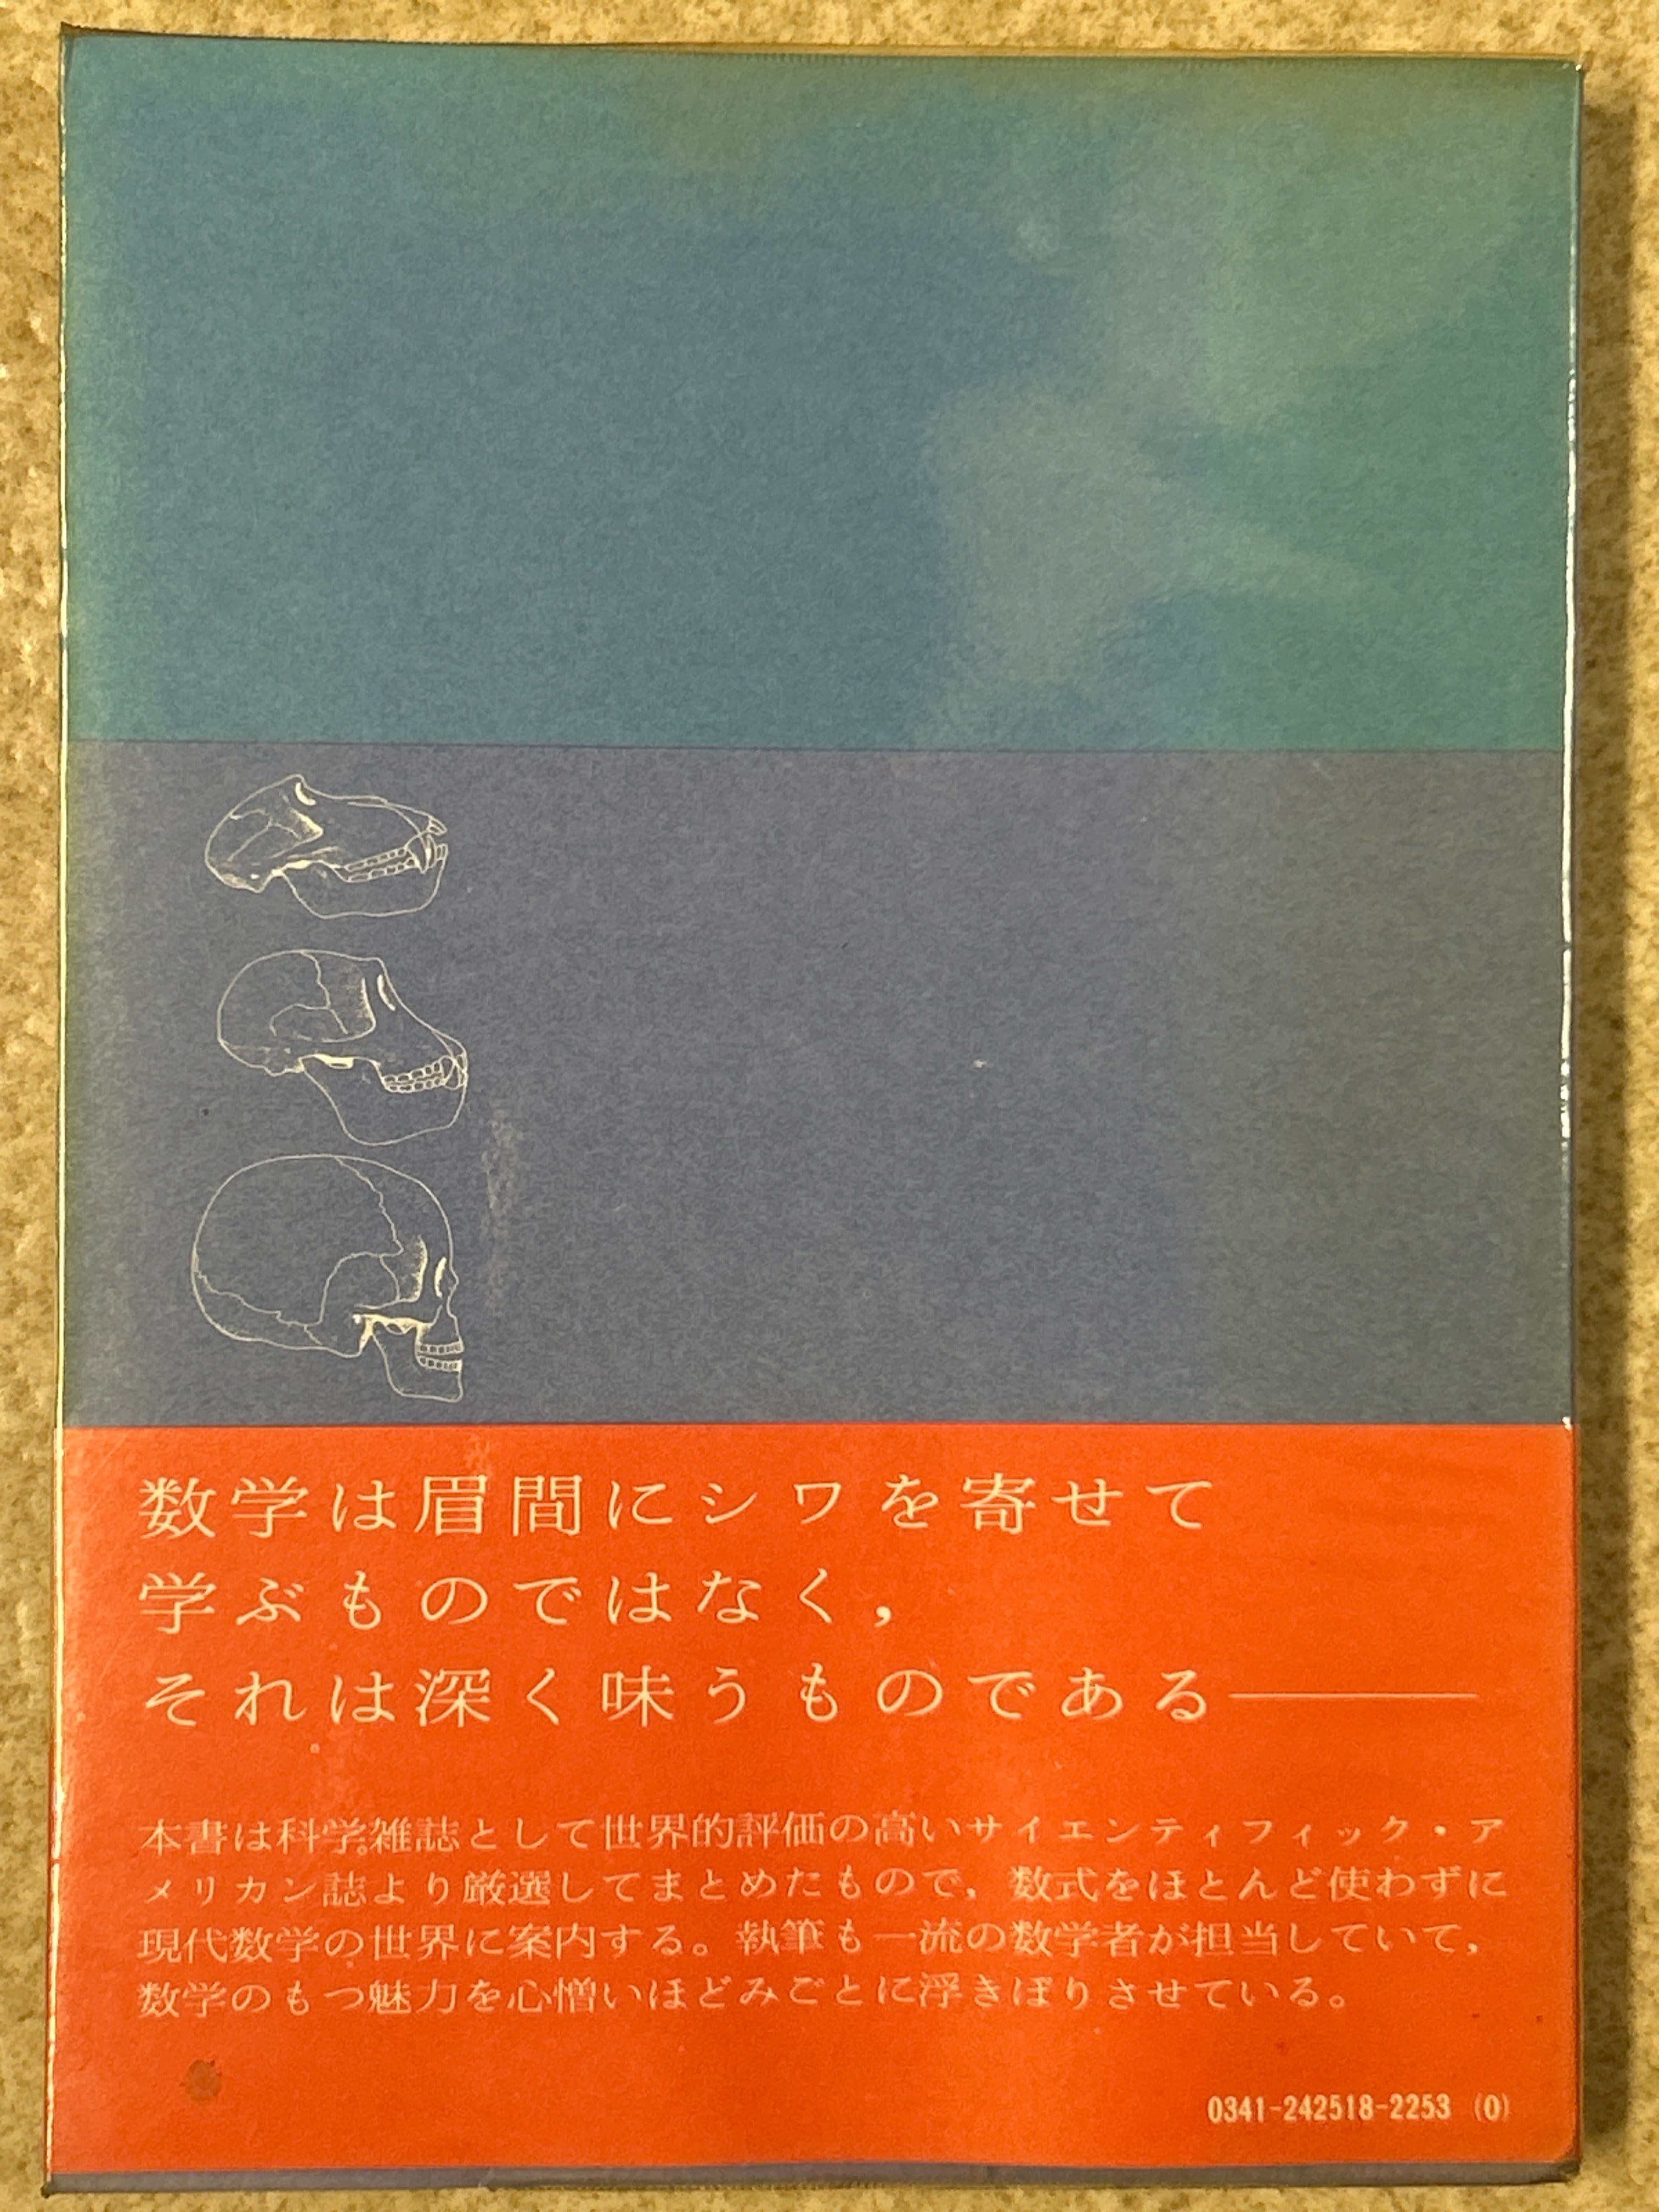 数学は眉間にシワを寄せて
学ぶものではなく，
それは深く味うものである────
本書は科学雑誌として世界的評価の高いサイエンティフィック・ア
メリカン誌より厳選してまとめたもので，数式をほとんど使わずに
現代数学の世界に案内する。執筆も一流の数学者が担当していて，
数学のもつ魅力を心憎いほどみごとに浮きぼりさせている。
0341-242518-2253 (0)